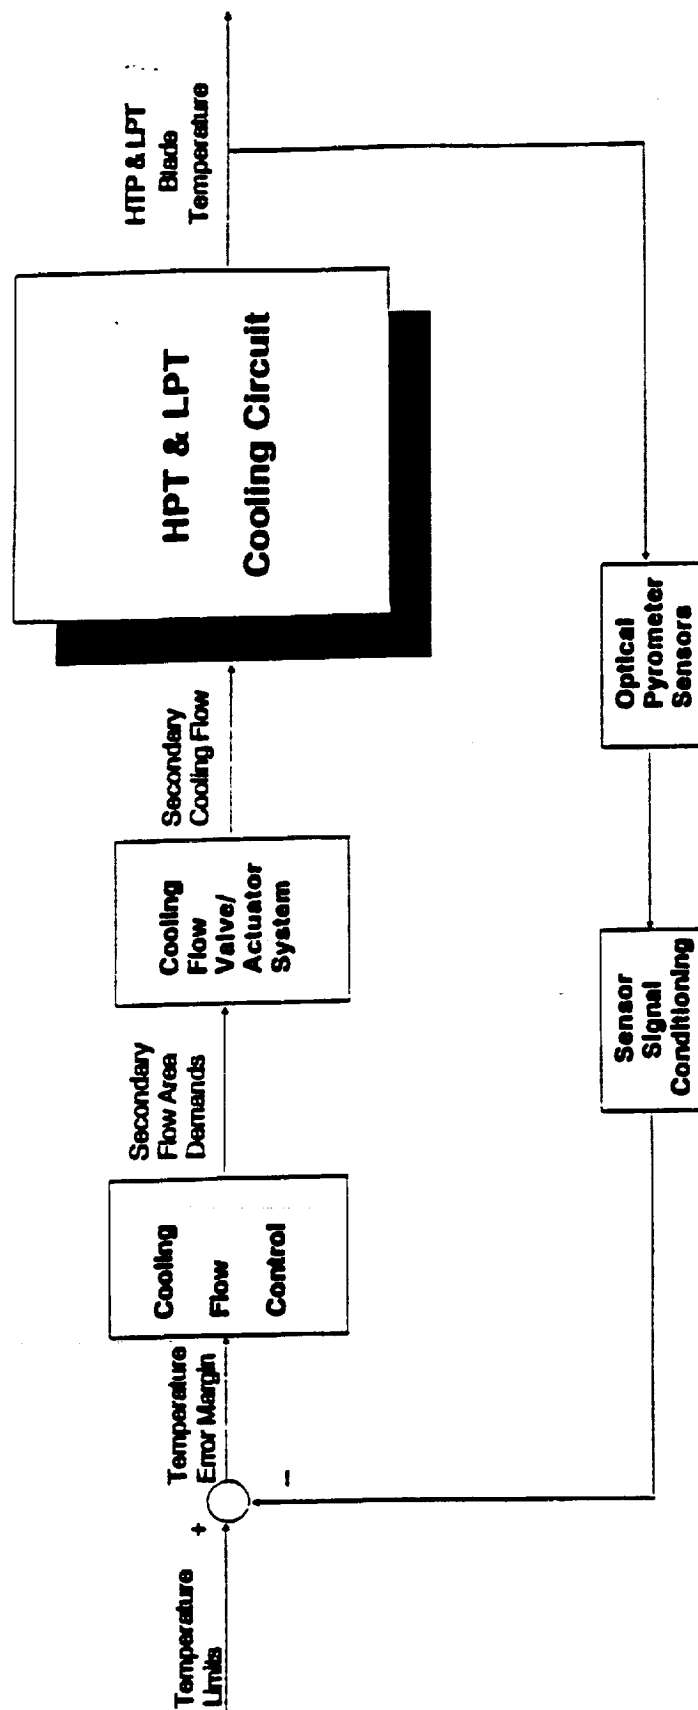 Temperature
Limits
+
−
Temperature
Error Margin
Cooling
Flow
Control
Secondary
Flow Area
Demands
Cooling
Flow
Valve/
Actuator
System
Secondary
Cooling Flow
HPT & LPT
Cooling Circuit
HTP & LPT
Blade
Temperature
Optical
Pyrometer
Sensors
Sensor
Signal
Conditioning